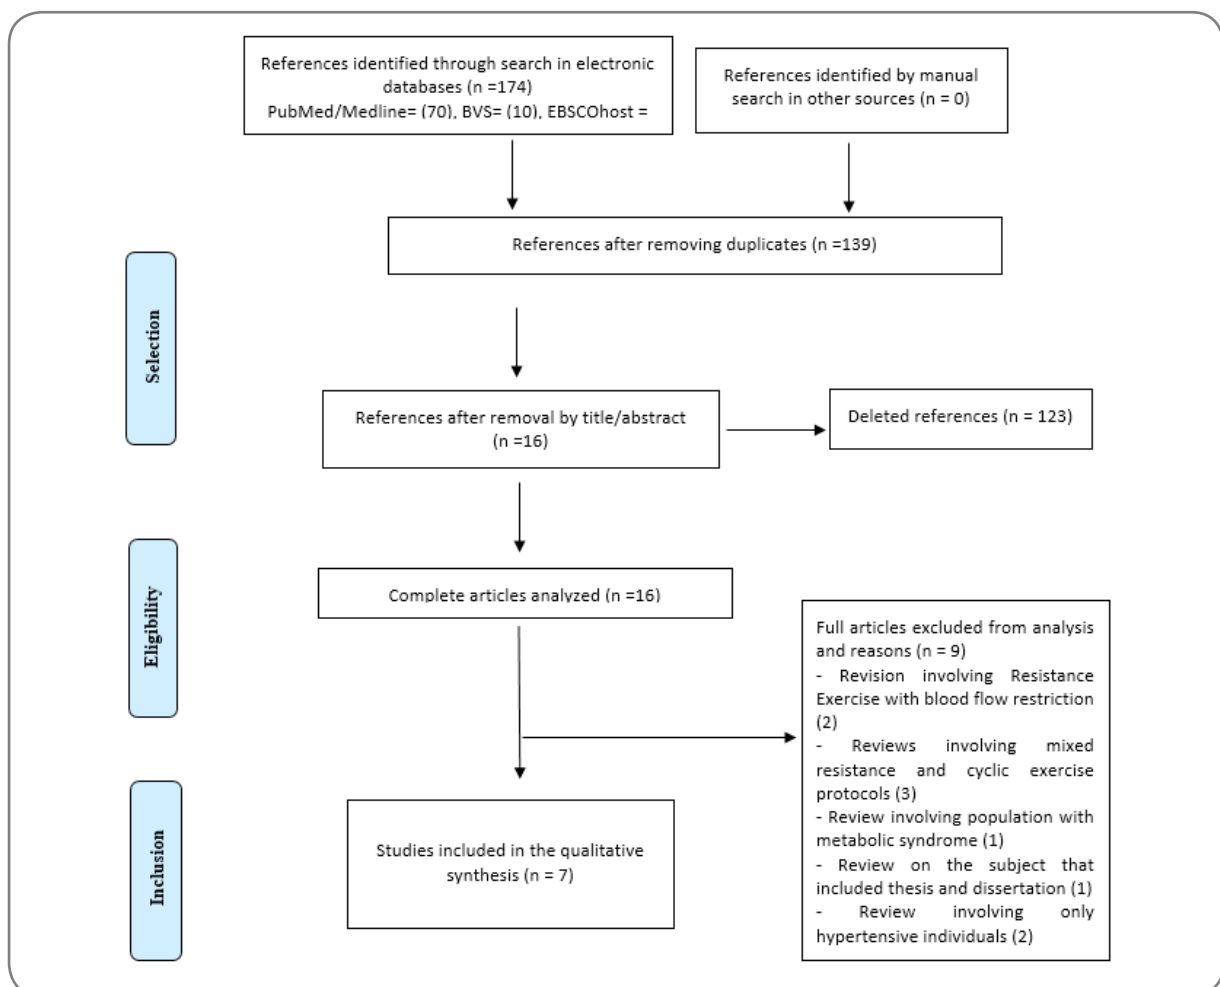 References identified through search in electronic
databases (n =174)
PubMed/Medline= (70), BVS= (10), EBSCOhost =
References identified by manual
search in other sources (n = 0)
References after removing duplicates (n =139)
Selection
References after removal by title/abstract
(n =16)
Deleted references (n = 123)
Eligibility
Complete articles analyzed (n =16)
Full articles excluded from analysis
and reasons (n = 9)
- Revision involving Resistance
Exercise with blood flow restriction
(2)
- Reviews involving mixed
resistance and cyclic exercise
protocols (3)
- Review involving population with
metabolic syndrome (1)
- Review on the subject that
included thesis and dissertation (1)
- Review involving only
hypertensive individuals (2)
Inclusion
Studies included in the qualitative
synthesis (n = 7)